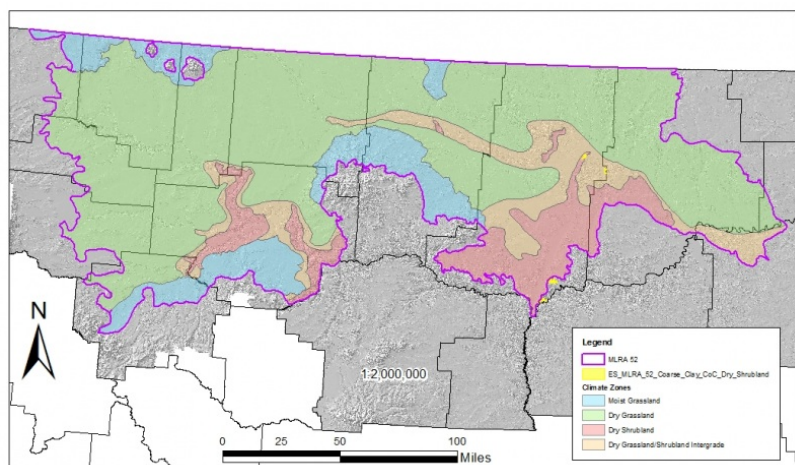 N
1:2,000,000
0 25 50 100
Miles
Legend
MLRA 52
ES_MLRA_52_Coarse_Clay_CoC_Dry_Shrubland
Climate Zones
Moist Grassland
Dry Grassland
Dry Shrubland
Dry Grassland/Shrubland Intergrade